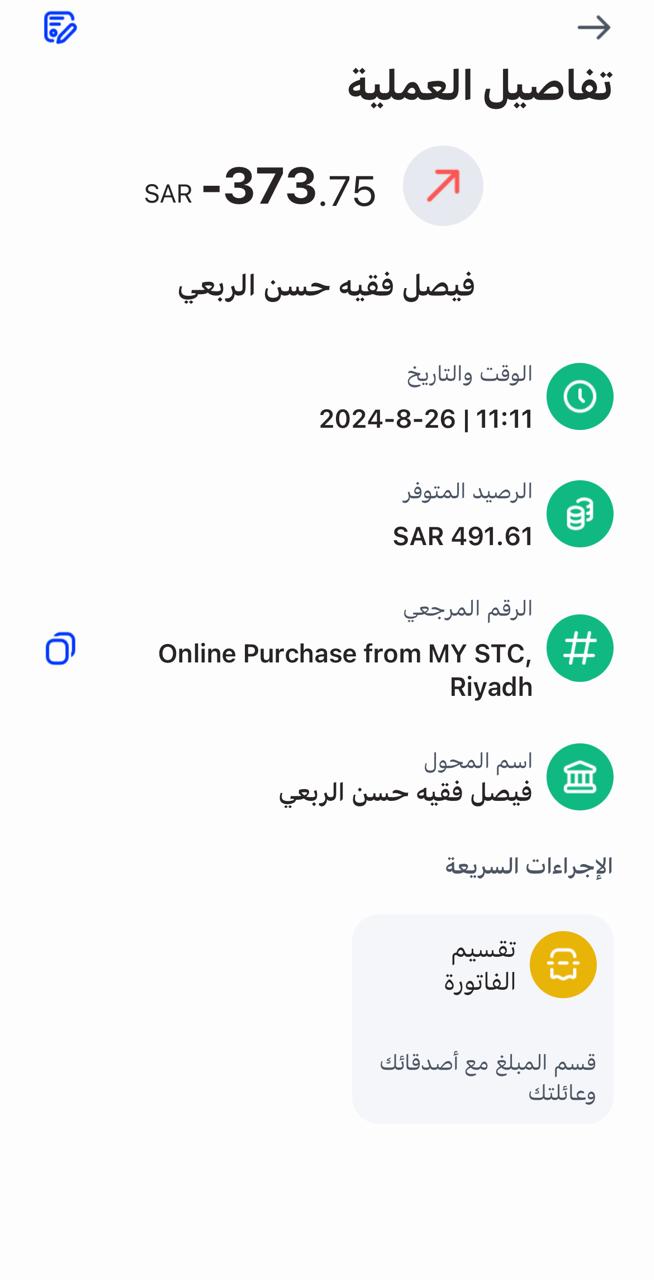 تفاصيل العملية
SAR -373.75
فيصل فقيه حسن الربعي
الوقت والتاريخ
2024-8-26 | 11:11
الرصيد المتوفر
SAR 491.61
الرقم المرجعي
Online Purchase from MY STC,
Riyadh
اسم المحول
فيصل فقيه حسن الربعي
الإجراءات السريعة
تقسيم
الفاتورة
قسم المبلغ مع أصدقائك
وعائلتك